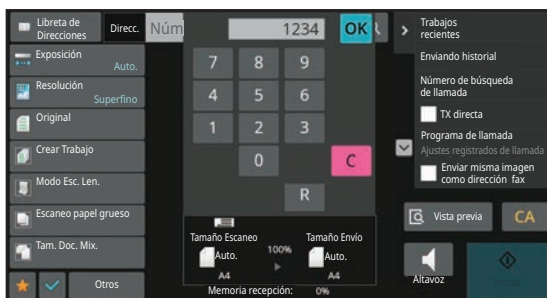 Libreta de
Direcciones
Direcc.
Núm
1234
OK
Exposición
Auto.
Resolución
Superfino
Original
Crear Trabajo
Modo Esc. Len.
Escaneo papel
grueso
Tam. Doc. Mix.
Otros
7 8 9
4 5 6
1 2 3
0 C
R
Tamaño Escaneo
Tamaño Envío
Auto.
100%
Auto.
A4
A4
Memoria recepción: 0%
Trabajos
recientes
Enviando historial
Número de búsqueda
de llamada
TX directa
Programa de llamada
Ajustes registrados de llamada
Enviar misma imagen
como dirección fax
Vista previa
CA
Altavoz